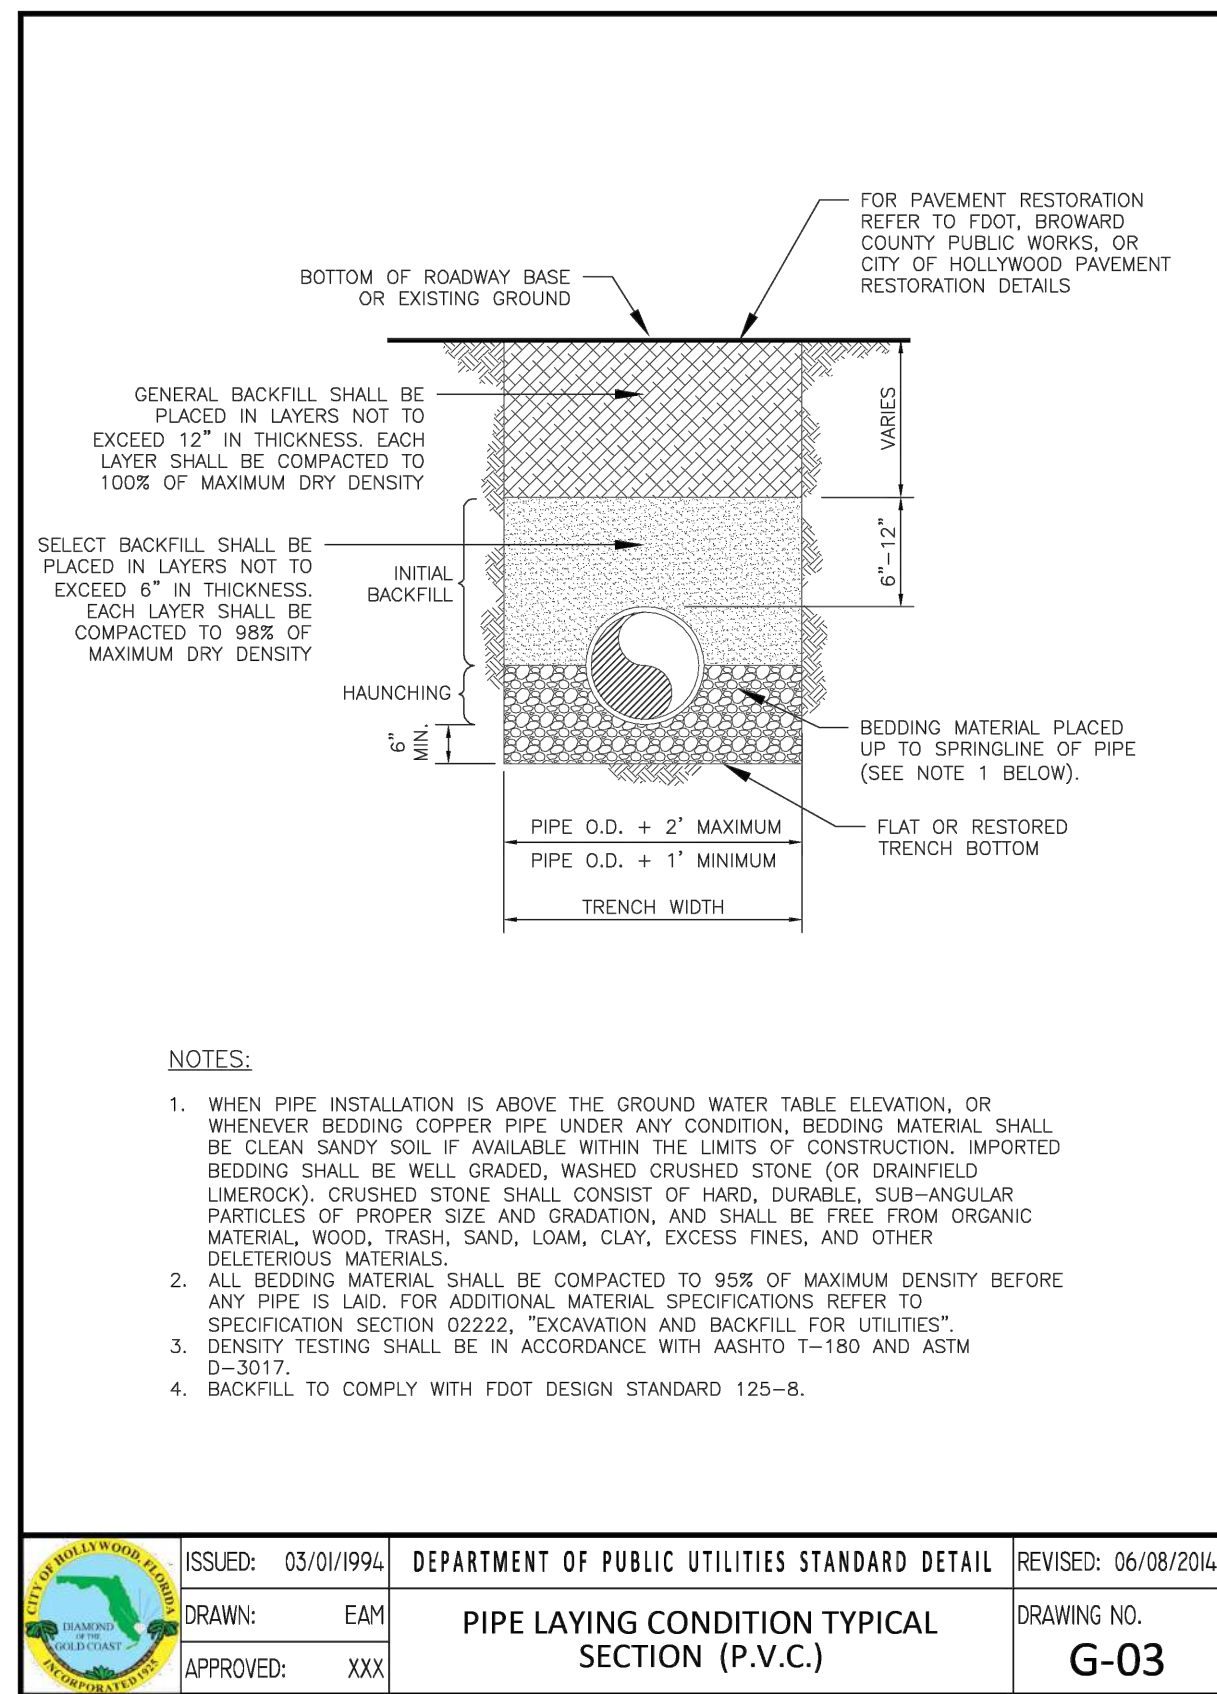 FOR PAVEMENT RESTORATION
REFER TO FDOT, BROWARD
COUNTY PUBLIC WORKS, OR
CITY OF HOLLYWOOD PAVEMENT
RESTORATION DETAILS
BOTTOM OF ROADWAY BASE
OR EXISTING GROUND
GENERAL BACKFILL SHALL BE
PLACED IN LAYERS NOT TO
EXCEED 12" IN THICKNESS. EACH
LAYER SHALL BE COMPACTED TO
100% OF MAXIMUM DRY DENSITY
VARIES
SELECT BACKFILL SHALL BE
PLACED IN LAYERS NOT TO
EXCEED 6" IN THICKNESS.
EACH LAYER SHALL BE
COMPACTED TO 98% OF
MAXIMUM DRY DENSITY
INITIAL
BACKFILL
6"-12"
HAUNCHING
6"
MIN.
BEDDING MATERIAL PLACED
UP TO SPRINGLINE OF PIPE
(SEE NOTE 1 BELOW).
FLAT OR RESTORED
TRENCH BOTTOM
PIPE O.D. + 2' MAXIMUM
PIPE O.D. + 1' MINIMUM
TRENCH WIDTH
NOTES:
1. WHEN PIPE INSTALLATION IS ABOVE THE GROUND WATER TABLE ELEVATION, OR
WHENEVER BEDDING COPPER PIPE UNDER ANY CONDITION, BEDDING MATERIAL SHALL
BE CLEAN SANDY SOIL IF AVAILABLE WITHIN THE LIMITS OF CONSTRUCTION. IMPORTED
BEDDING SHALL BE WELL GRADED, WASHED CRUSHED STONE (OR DRAINFIELD
LIMEROCK). CRUSHED STONE SHALL CONSIST OF HARD, DURABLE, SUB-ANGULAR
PARTICLES OF PROPER SIZE AND GRADATION, AND SHALL BE FREE FROM ORGANIC
MATERIAL, WOOD, TRASH, SAND, LOAM, CLAY, EXCESS FINES, AND OTHER
DELETERIOUS MATERIALS.
2. ALL BEDDING MATERIAL SHALL BE COMPACTED TO 95% OF MAXIMUM DENSITY BEFORE
ANY PIPE IS LAID. FOR ADDITIONAL MATERIAL SPECIFICATIONS REFER TO
SPECIFICATION SECTION 02222, "EXCAVATION AND BACKFILL FOR UTILITIES".
3. DENSITY TESTING SHALL BE IN ACCORDANCE WITH AASHTO T-180 AND ASTM
D-3017.
4. BACKFILL TO COMPLY WITH FDOT DESIGN STANDARD 125-8.
CITY OF HOLLYWOOD, FLORIDA
DIAMOND
OF THE
GOLD COAST
INCORPORATED 1925
ISSUED: 03/01/1994
DRAWN: EAM
APPROVED: XXX
DEPARTMENT OF PUBLIC UTILITIES STANDARD DETAIL
PIPE LAYING CONDITION TYPICAL
SECTION (P.V.C.)
REVISED: 06/08/2014
DRAWING NO.
G-03